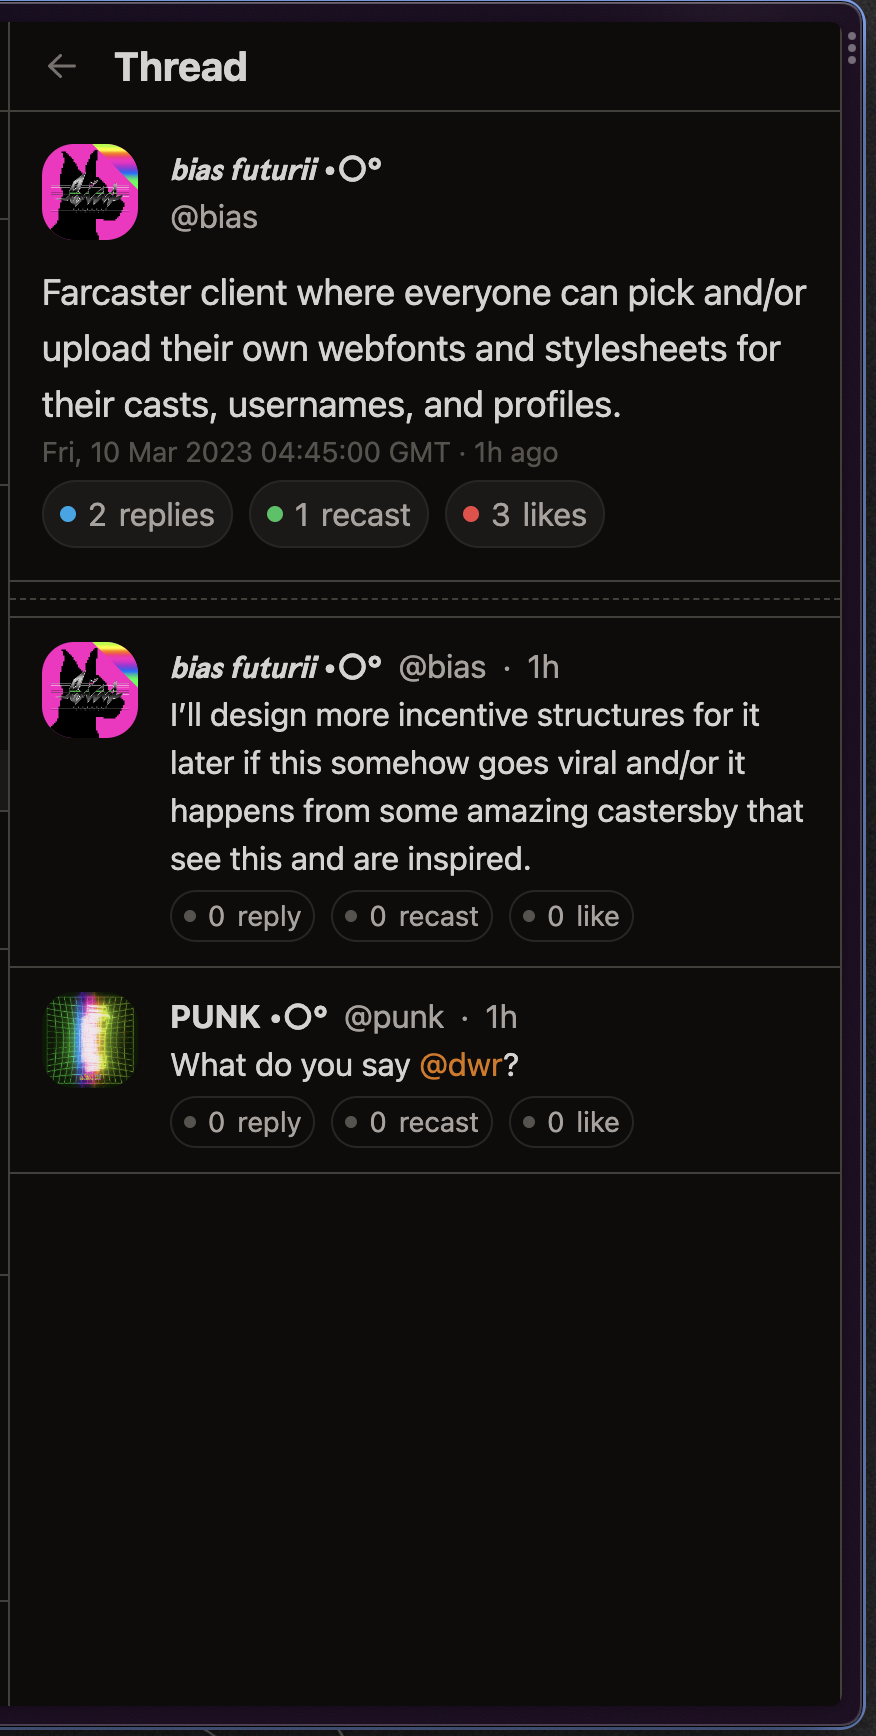 Thread
bias futurii •O°
@bias
Farcaster client where everyone can pick and/or
upload their own webfonts and stylesheets for
their casts, usernames, and profiles.
Fri, 10 Mar 2023 04:45:00 GMT · 1h ago
2 replies 1 recast 3 likes
bias futurii •O° @bias · 1h
I’ll design more incentive structures for it
later if this somehow goes viral and/or it
happens from some amazing castersby that
see this and are inspired.
0 reply 0 recast 0 like
PUNK •O° @punk · 1h
What do you say @dwr?
0 reply 0 recast 0 like